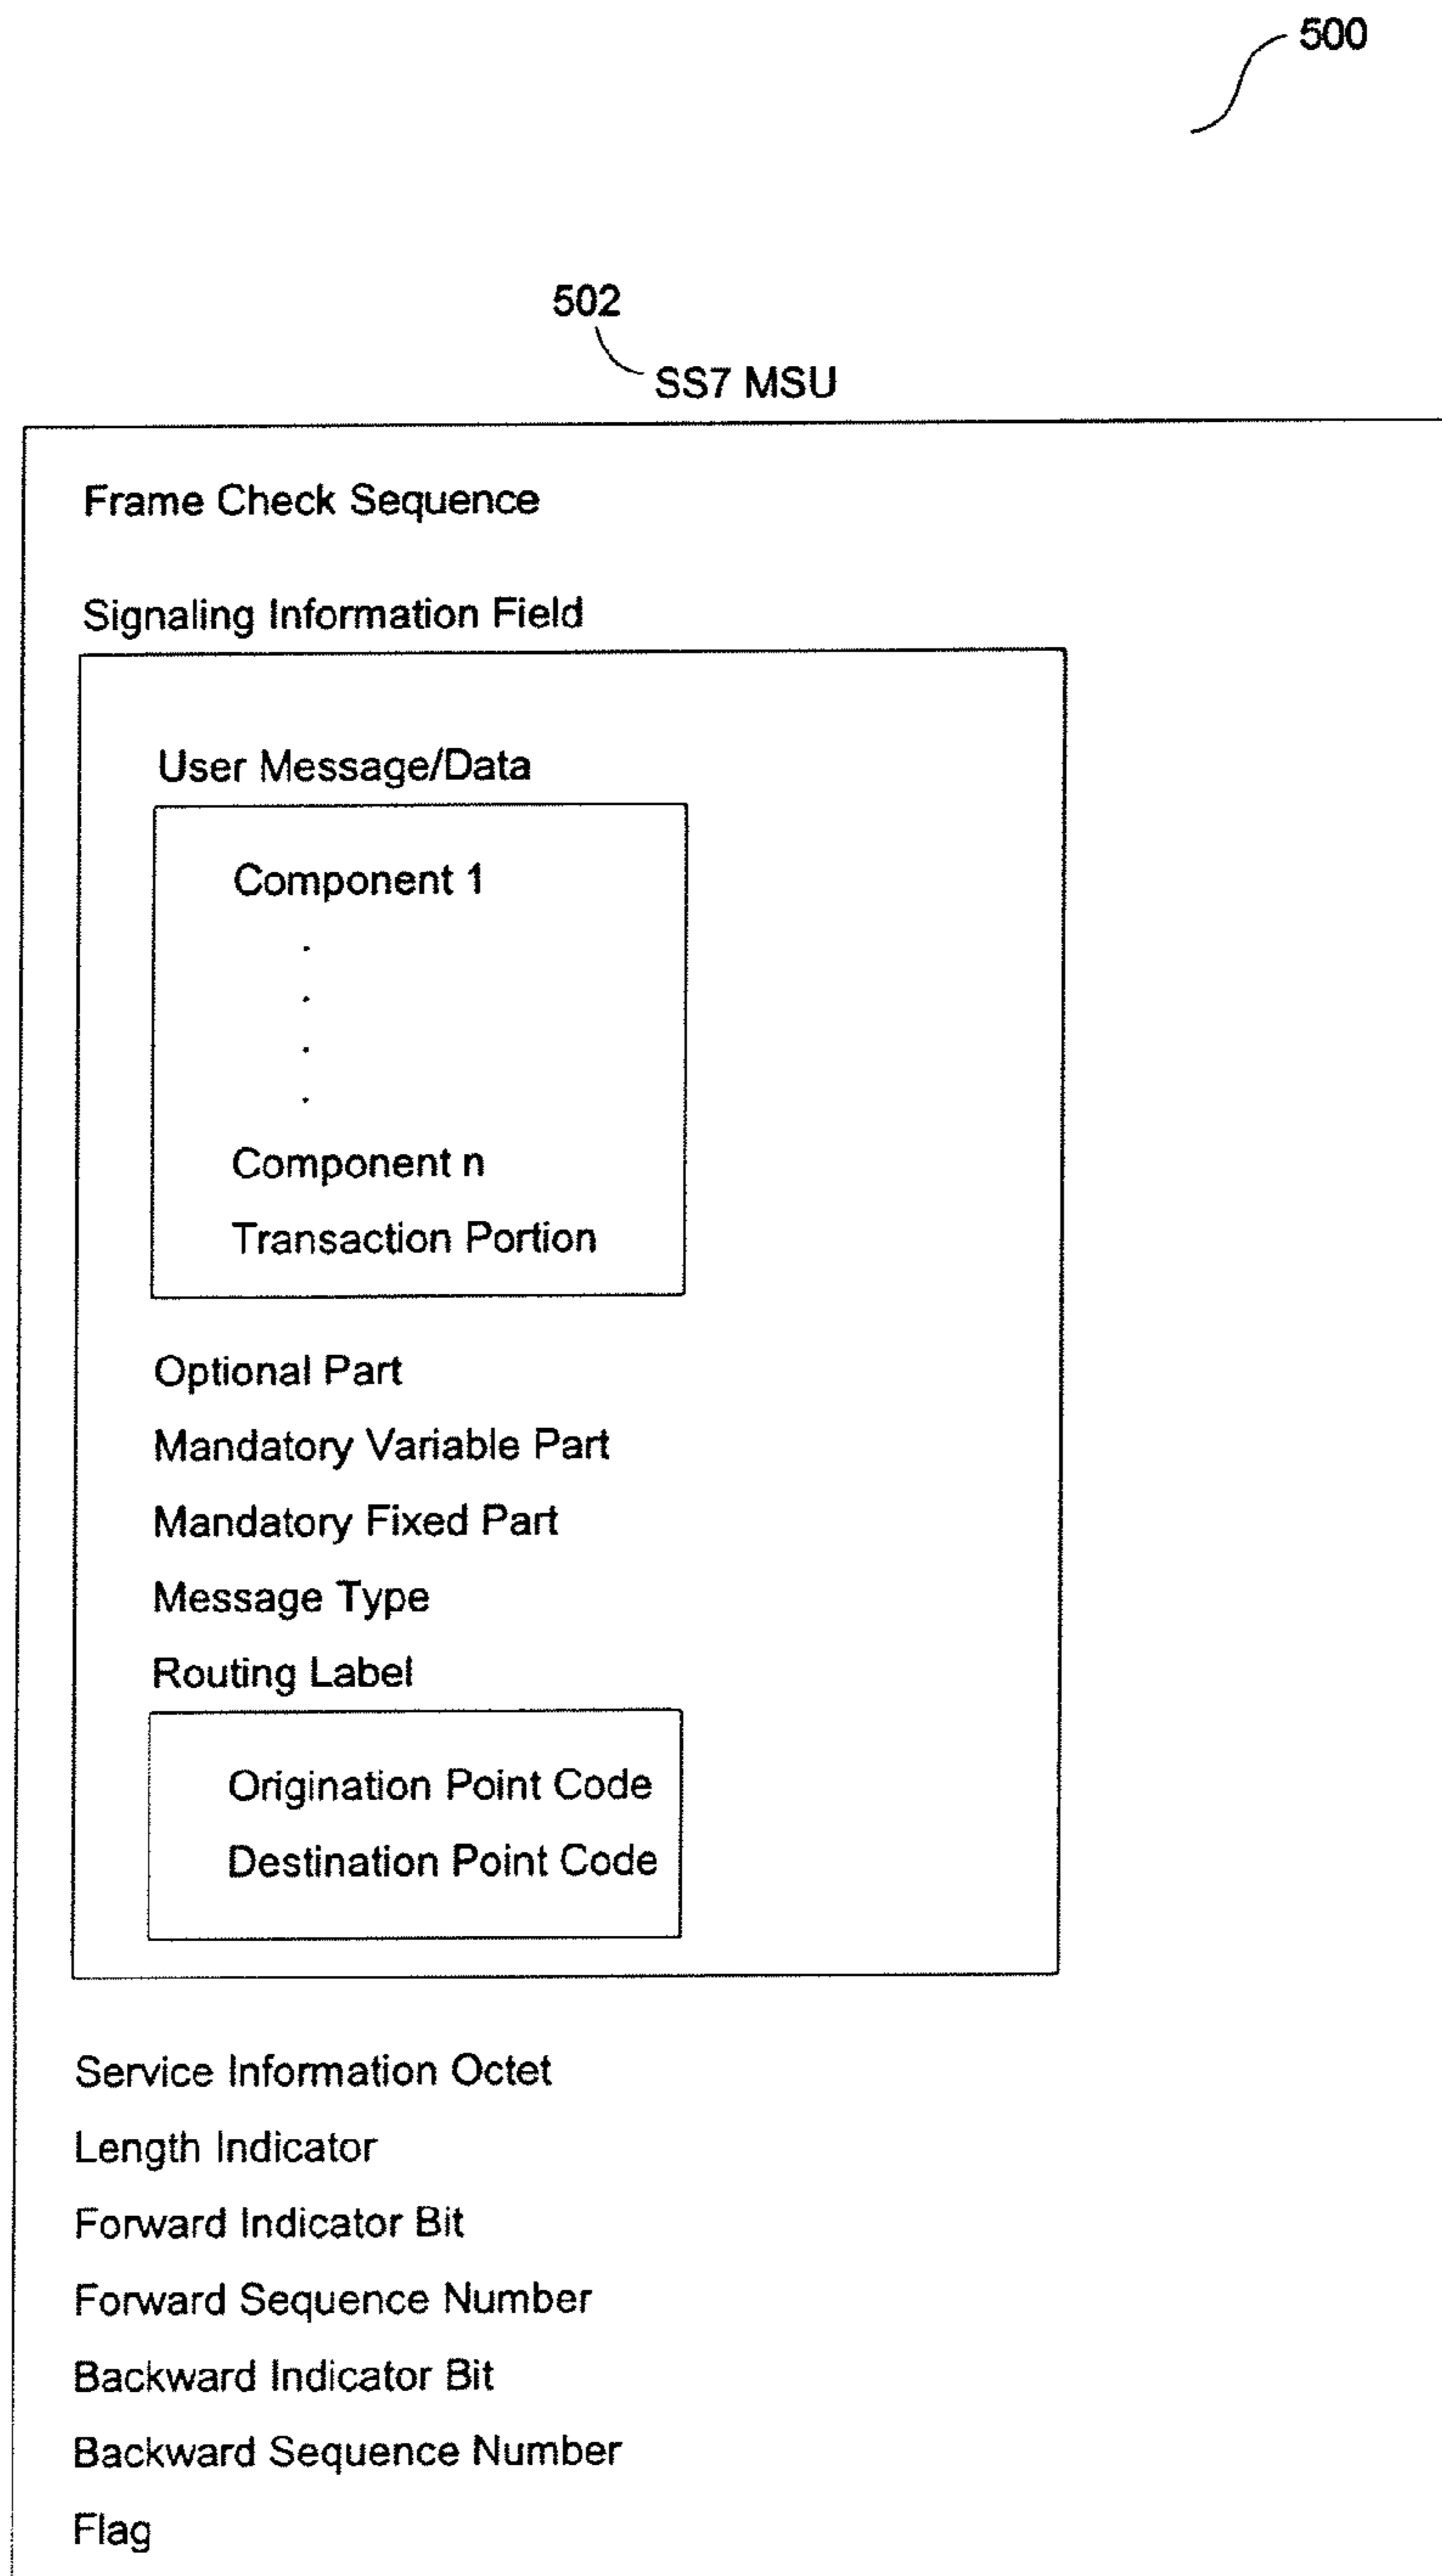 500
502
SS7 MSU
Frame Check Sequence
Signaling Information Field
User Message/Data
Component 1
.
.
.
.
Component n
Transaction Portion
Optional Part
Mandatory Variable Part
Mandatory Fixed Part
Message Type
Routing Label
Origination Point Code
Destination Point Code
Service Information Octet
Length Indicator
Forward Indicator Bit
Forward Sequence Number
Backward Indicator Bit
Backward Sequence Number
Flag